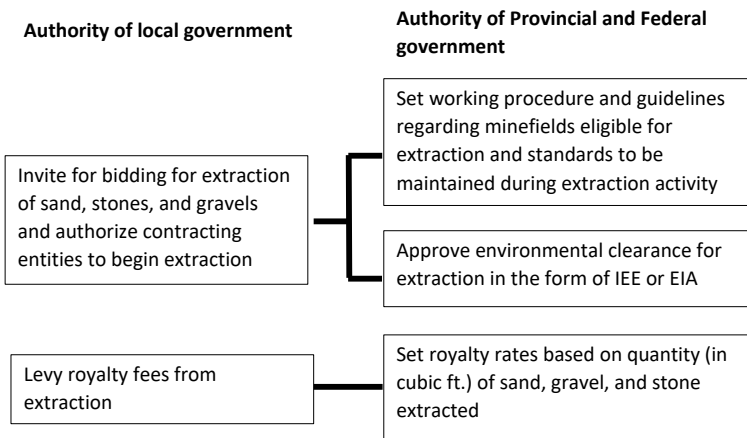 Authority of local government
Authority of Provincial and Federal
government
Set working procedure and guidelines
regarding minefields eligible for
extraction and standards to be
maintained during extraction activity
Invite for bidding for extraction
of sand, stones, and gravels
and authorize contracting
entities to begin extraction
Approve environmental clearance for
extraction in the form of IEE or EIA
Levy royalty fees from
extraction
Set royalty rates based on quantity (in
cubic ft.) of sand, gravel, and stone
extracted